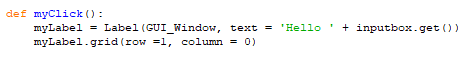 def myClick():
    myLabel = Label(GUI_Window, text = 'Hello ' + inputbox.get())
    myLabel.grid(row =1, column = 0)